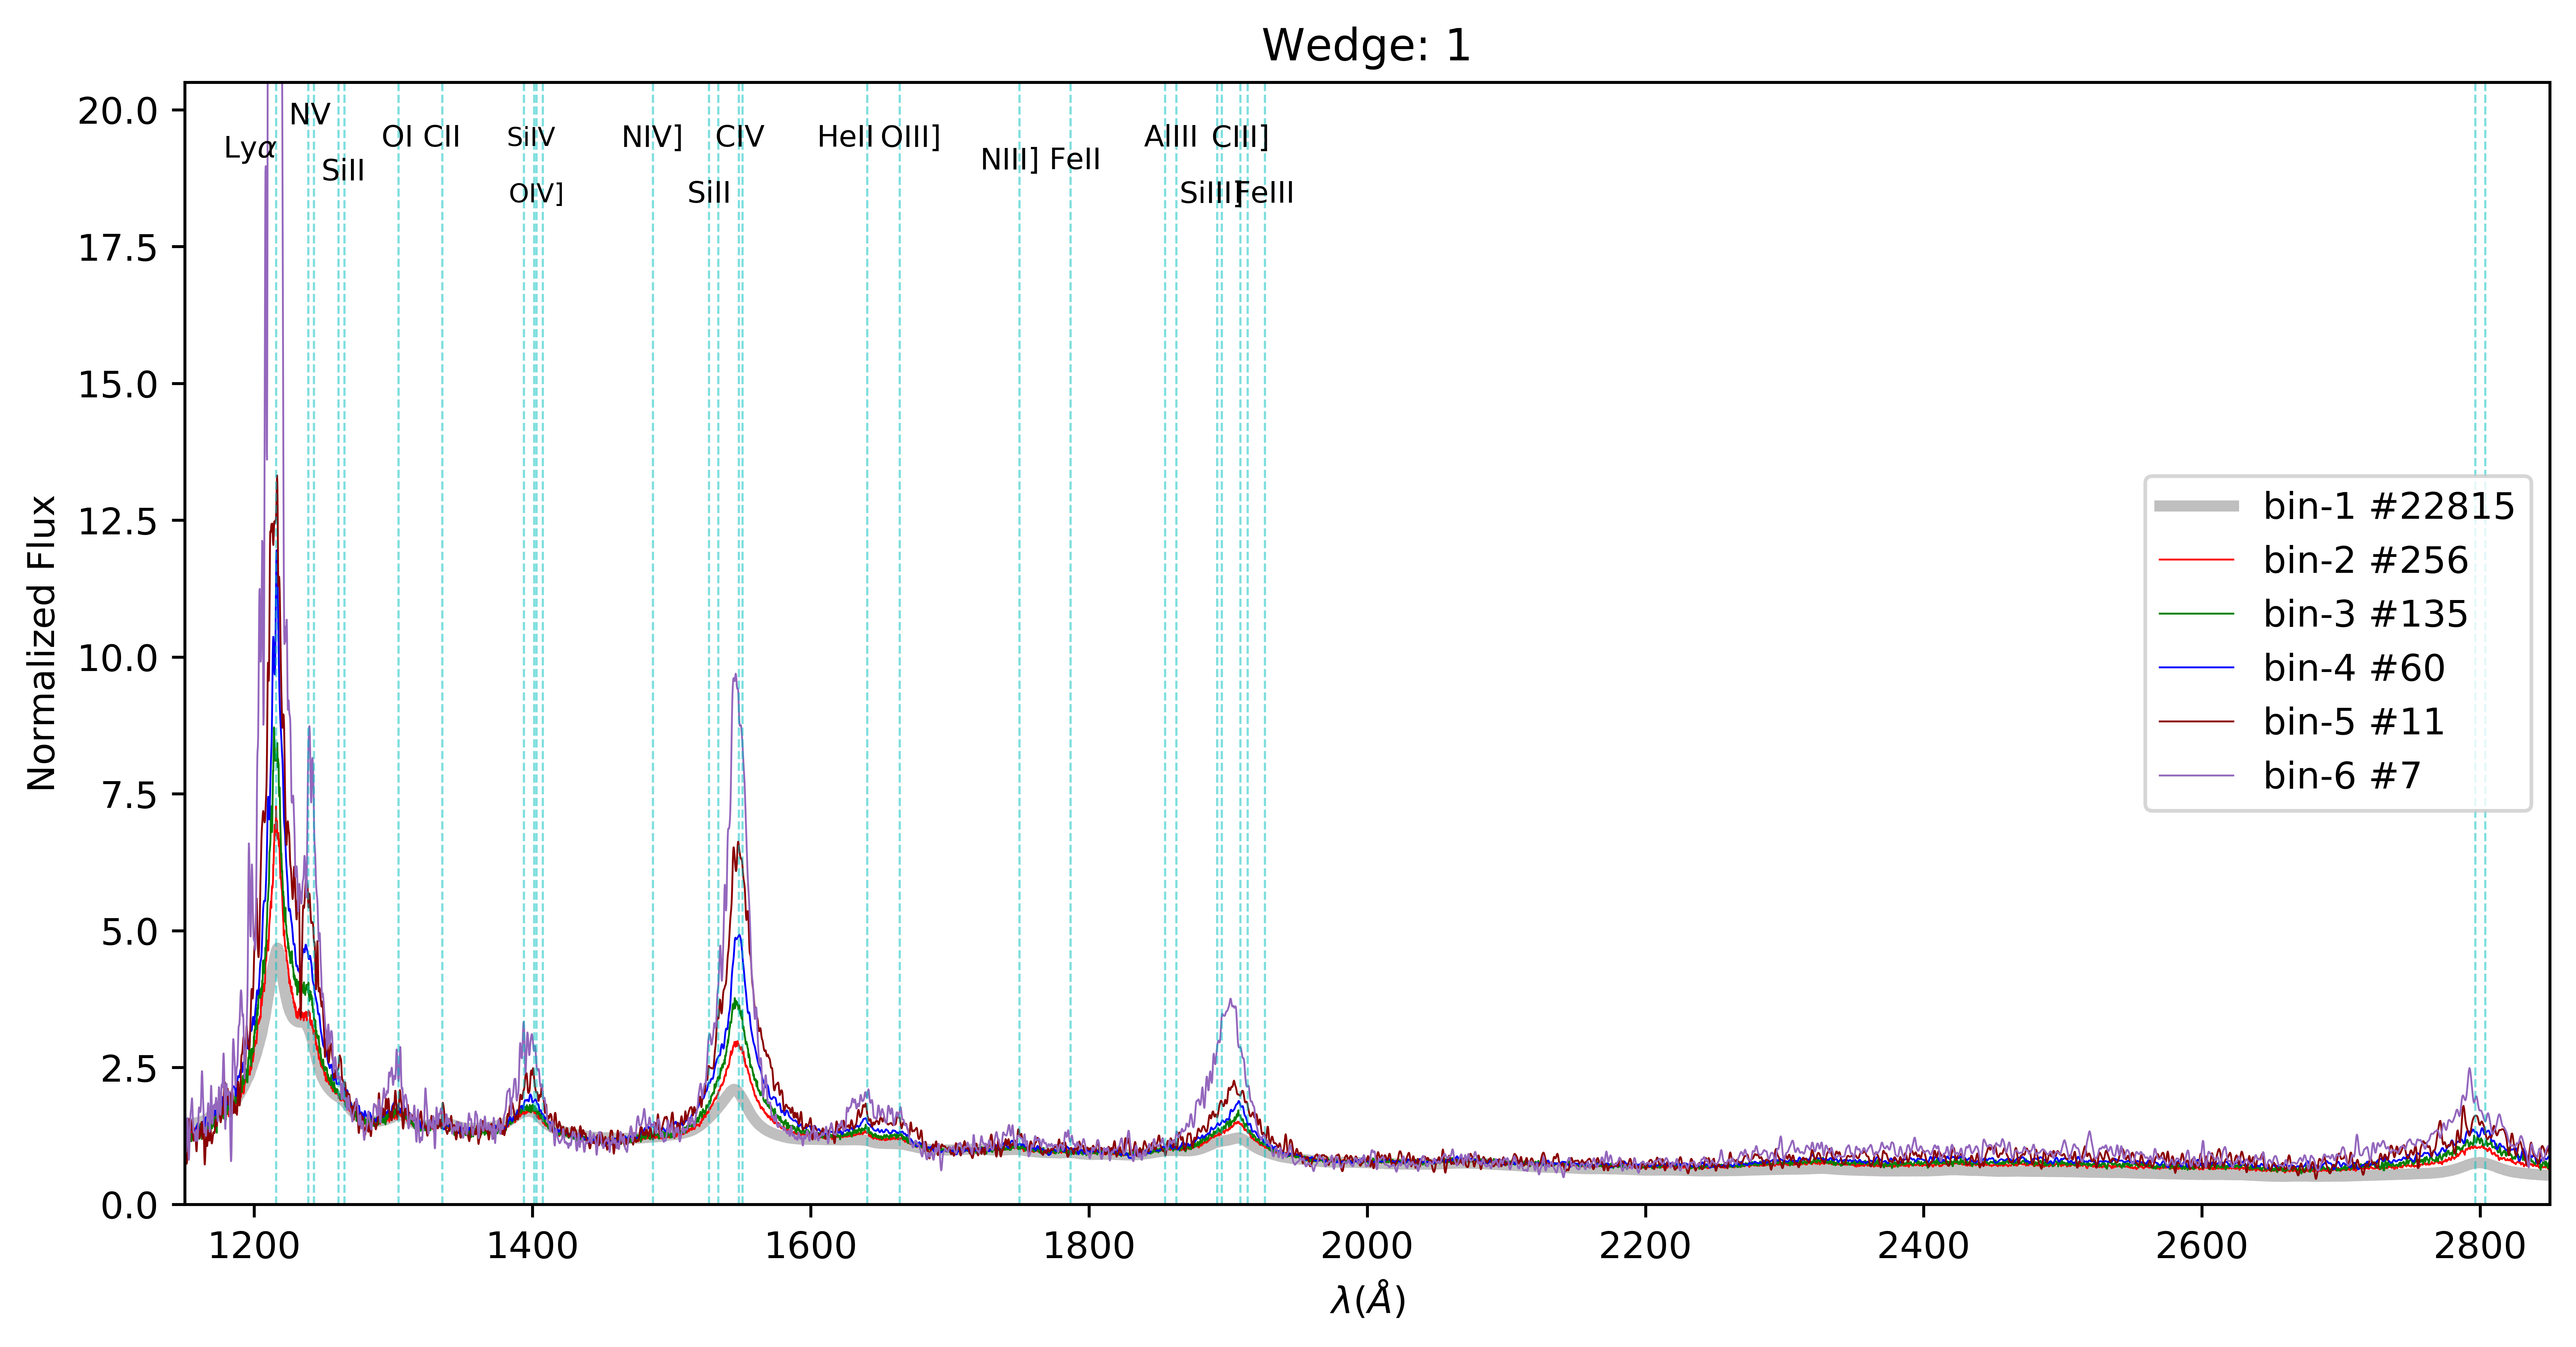 Wedge: 1
20.0
17.5
15.0
12.5
10.0
7.5
5.0
2.5
0.0
Normalized Flux
Lyα
NV
SiII
OI CII
SiIV
OIV]
NIV]
SiII
CIV
HeII OIII]
NIII] FeII
AlIII CIII]
SiIII] FeIII
bin-1 #22815
bin-2 #256
bin-3 #135
bin-4 #60
bin-5 #11
bin-6 #7
1200 1400 1600 1800 2000 2200 2400 2600 2800
λ(Å)